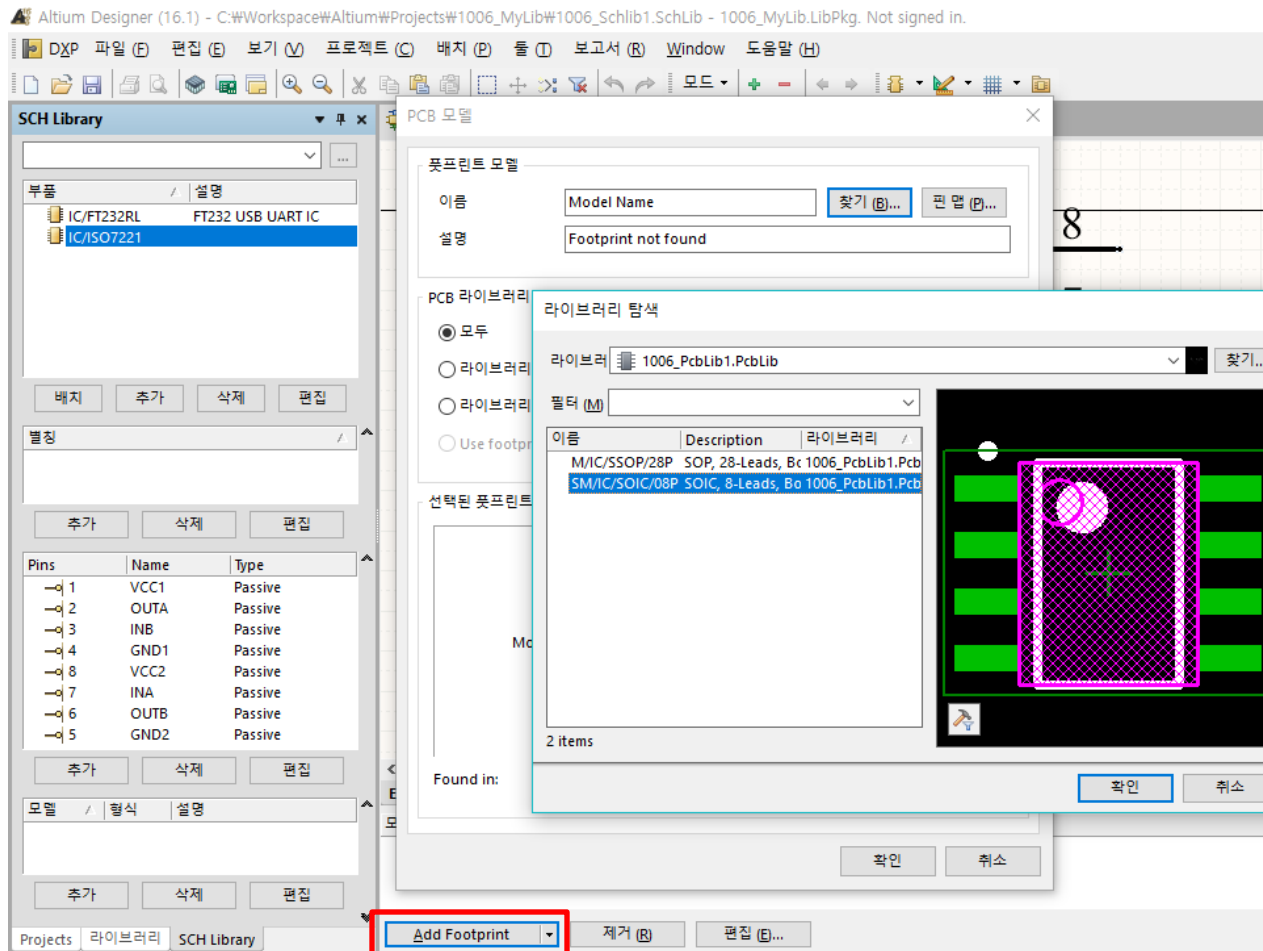 Altium Designer (16.1) - C:₩Workspace₩Altium₩Projects₩1006_MyLib₩1006_Schlib1.SchLib - 1006_MyLib.LibPkg. Not signed in.
DXP 파일 (F) 편집 (E) 보기 (V) 프로젝트 (C) 배치 (P) 툴 (T) 보고서 (R) Window 도움말 (H)
모드
SCH Library
...
부품 설명
IC/FT232RL FT232 USB UART IC
IC/ISO7221
배치 추가 삭제 편집
별칭
추가 삭제 편집
Pins Name Type
1 VCC1 Passive
2 OUTA Passive
3 INB Passive
4 GND1 Passive
8 VCC2 Passive
7 INA Passive
6 OUTB Passive
5 GND2 Passive
추가 삭제 편집
모델 형식 설명
추가 삭제 편집
Projects 라이브러리 SCH Library
PCB 모델
풋프린트 모델
이름 Model Name 찾기 (B)... 핀 맵 (P)...
설명 Footprint not found
8
PCB 라이브러리
모두
라이브러리
라이브러리
Use footpr
선택된 풋프린트
Mo
Found in:
확인 취소
라이브러리 탐색
라이브러 1006_PcbLib1.PcbLib 찾기..
필터 (M)
이름 Description 라이브러리
M/IC/SSOP/28P SOP, 28-Leads, Bo 1006_PcbLib1.Pcb
SM/IC/SOIC/08P SOIC, 8-Leads, Bo 1006_PcbLib1.Pcb
2 items
확인 취소
Add Footprint 제거 (R) 편집 (E)...